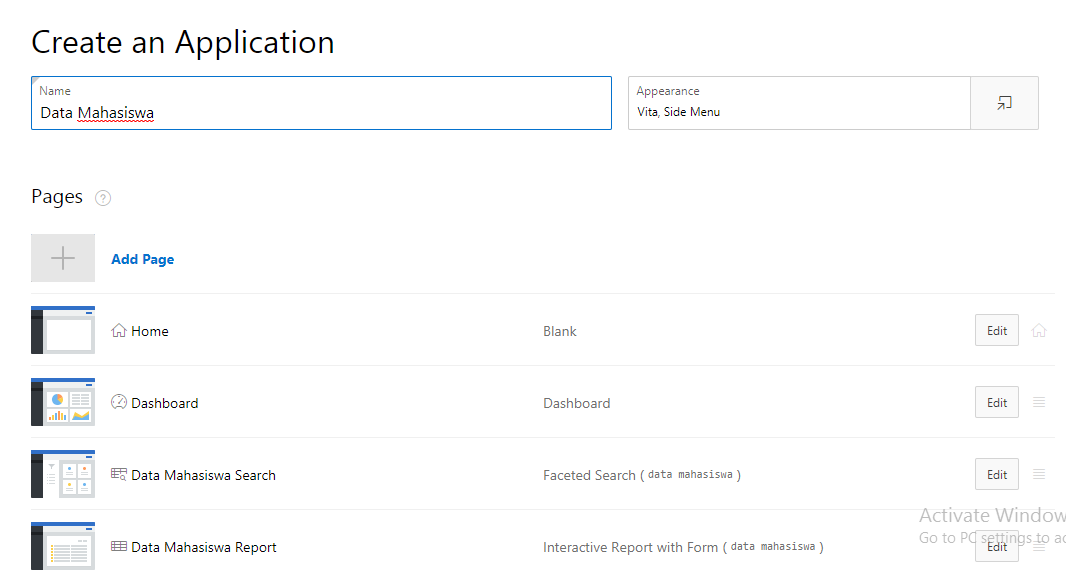 Create an Application
Name
Data Mahasiswa
Appearance
Vita, Side Menu
Pages ?
Add Page
Home Blank Edit
Dashboard Dashboard Edit
Data Mahasiswa Search Faceted Search ( data mahasiswa ) Edit
Activate Window
Go to PC settings to ac
Data Mahasiswa Report Interactive Report with Form ( data mahasiswa ) Edit